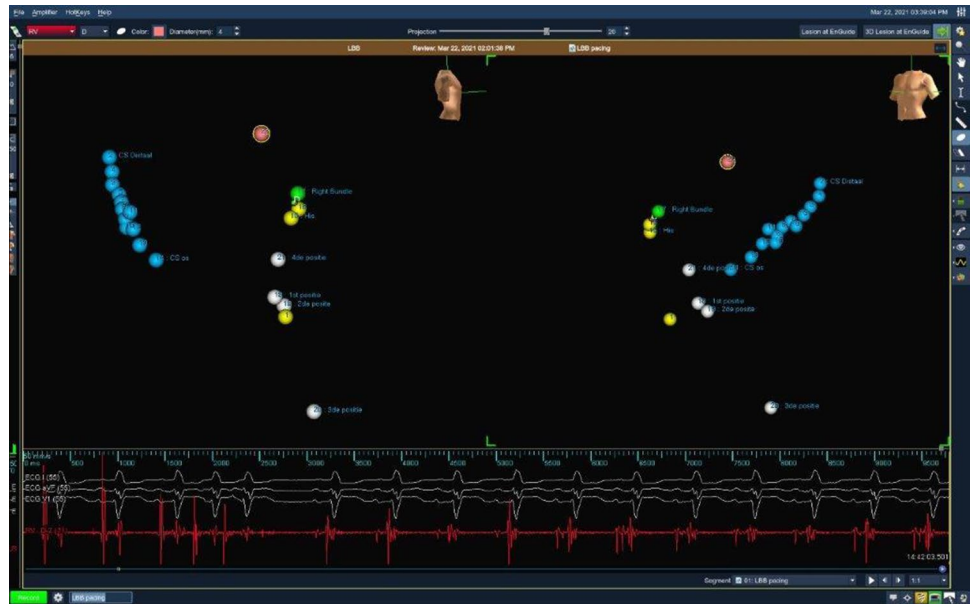 File Amplifier HotKeys Help
Mar 22, 2021 03:39:04 PM
RV D Color: Diameter(mm): 4
Projection 20
Lesion at EnGuide 3D Lesion at EnGuide
LBB Review: Mar 22, 2021 02:01:38 PM LBB pacing
CS Distaal
Right Bundle
His
CS os
4de positie
1st positie
2de positie
3de positie
CS Distaal
Right Bundle
His
4de positie
CS os
1st positie
2de positie
3de positie
0 ms 500 1000 1500 2000 2500 3000 3500 4000 4500 5000 5500 6000 6500 7000 7500 8000 8500 9000 9500
ECG I
ECG aVF
ECG V1
14:42:03.501
Segment 01: LBB pacing 1:1
Record LBB pacing